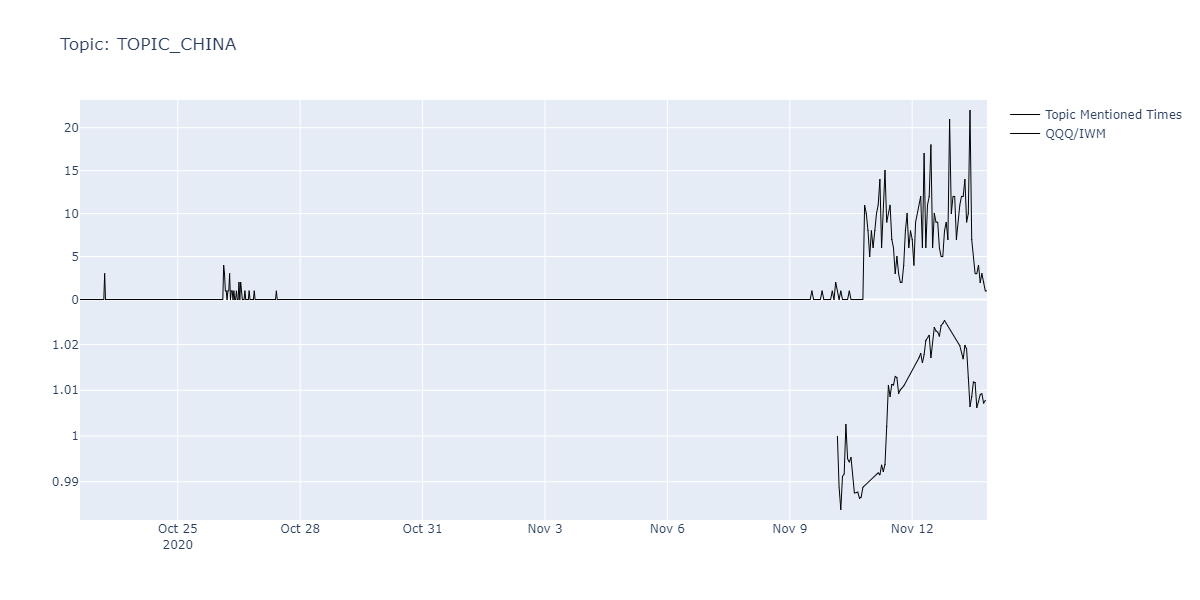 Topic: TOPIC_CHINA
Topic Mentioned Times
QQQ/IWM
20
15
10
5
0
1.02
1.01
1
0.99
Oct 25
2020
Oct 28
Oct 31
Nov 3
Nov 6
Nov 9
Nov 12